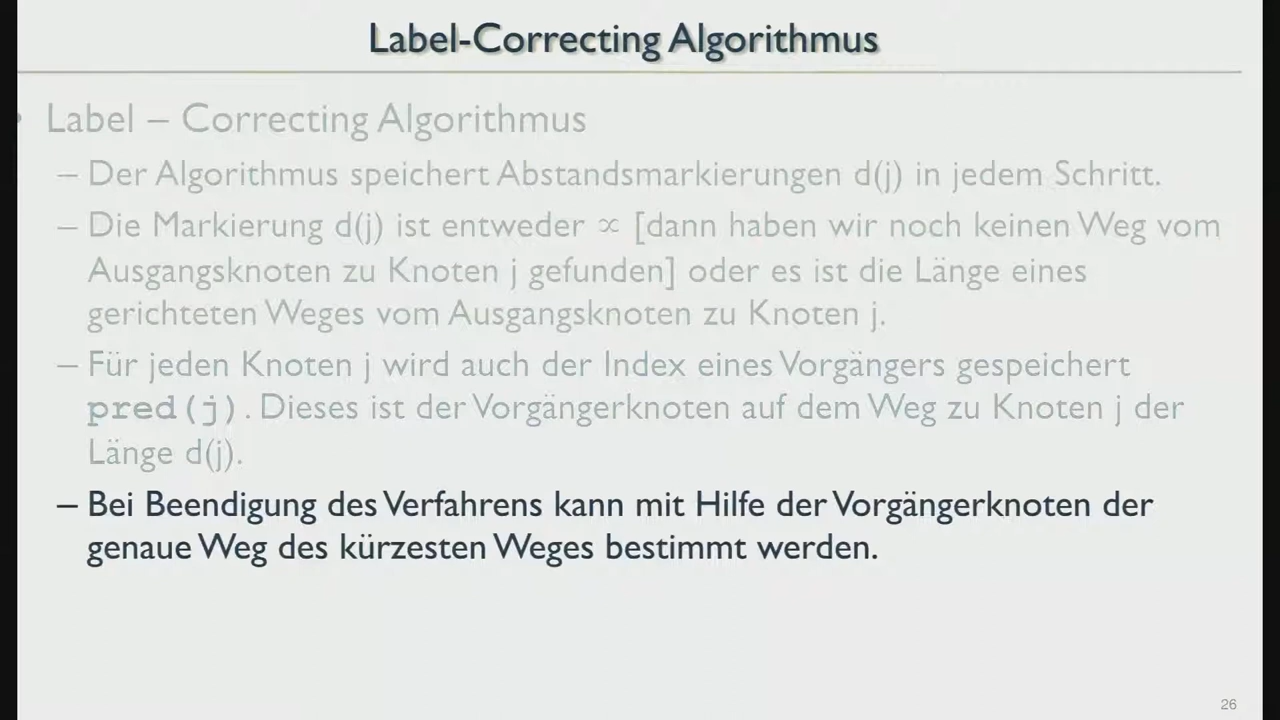 Label-Correcting Algorithmus
• Label – Correcting Algorithmus
– Der Algorithmus speichert Abstandsmarkierungen d(j) in jedem Schritt.
– Die Markierung d(j) ist entweder ∝ [dann haben wir noch keinen Weg vom
Ausgangsknoten zu Knoten j gefunden] oder es ist die Länge eines
gerichteten Weges vom Ausgangsknoten zu Knoten j.
– Für jeden Knoten j wird auch der Index eines Vorgängers gespeichert
pred(j). Dieses ist der Vorgängerknoten auf dem Weg zu Knoten j der
Länge d(j).
– Bei Beendigung des Verfahrens kann mit Hilfe der Vorgängerknoten der
genaue Weg des kürzesten Weges bestimmt werden.
26